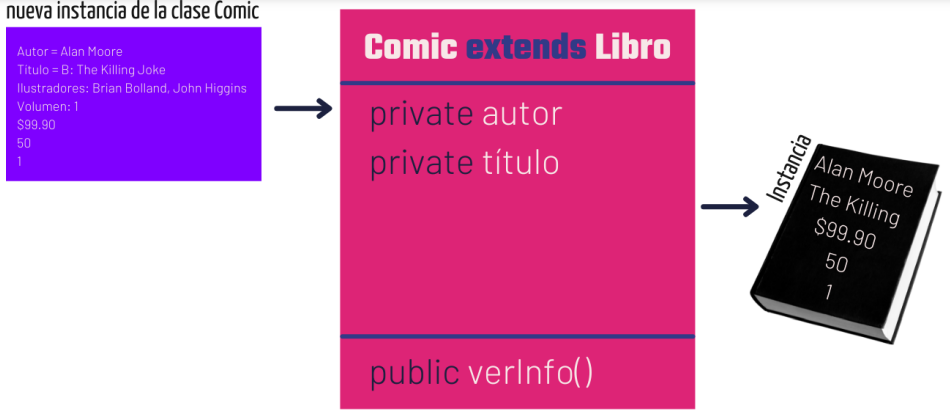 nueva instancia de la clase Comic
Autor = Alan Moore
Título = B: The Killing Joke
Ilustradores: Brian Bolland, John Higgins
Volumen: 1
$99.90
50
1
Comic extends Libro
private autor
private título
public verInfo()
Instancia
Alan Moore
The Killing
$99.90
50
1